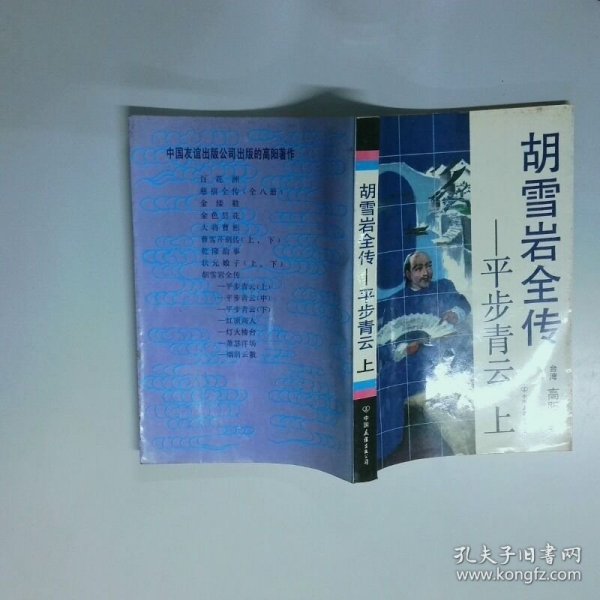 中国友谊出版公司出版的高阳著作
百花洲
慈禧全传(全八册)
金缕鞋
金色昙花
大将曹彬
曹雪芹别传(上、下)
乾隆韵事
状元娘子(上、下)
胡雪岩全传
—平步青云(上)
—平步青云(中)
—平步青云(下)
—红顶商人
—灯火楼台
—萧瑟洋场
—烟消云散
胡雪岩全传—平步青云 上
中国友谊出版公司
胡雪岩全传
—平步青云 上
台湾 高阳
孔夫子旧书网
www.kongfz.com